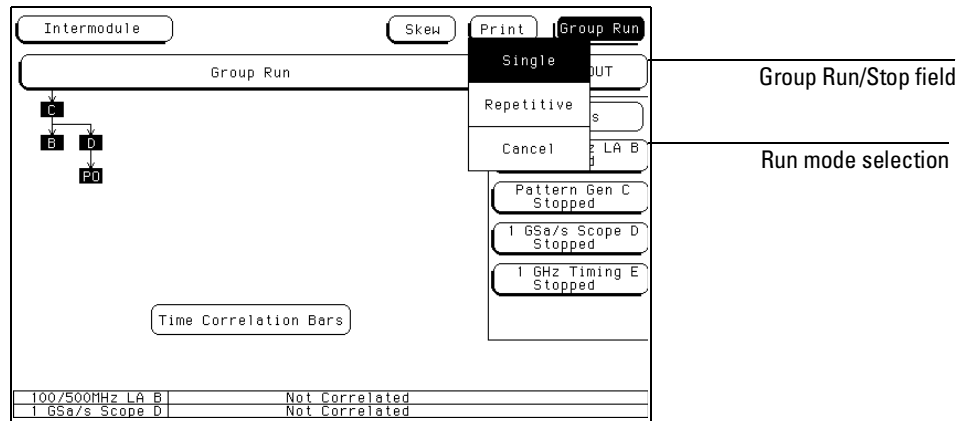 Intermodule
Skew
Print
Group Run
Group Run
Single
Repetitive
Cancel
C
B D
PO
LA B
Pattern Gen C
Stopped
1 GSa/s Scope D
Stopped
1 GHz Timing E
Stopped
Time Correlation Bars
100/500MHz LA B Not Correlated
1 GSa/s Scope D Not Correlated
Group Run/Stop field
Run mode selection